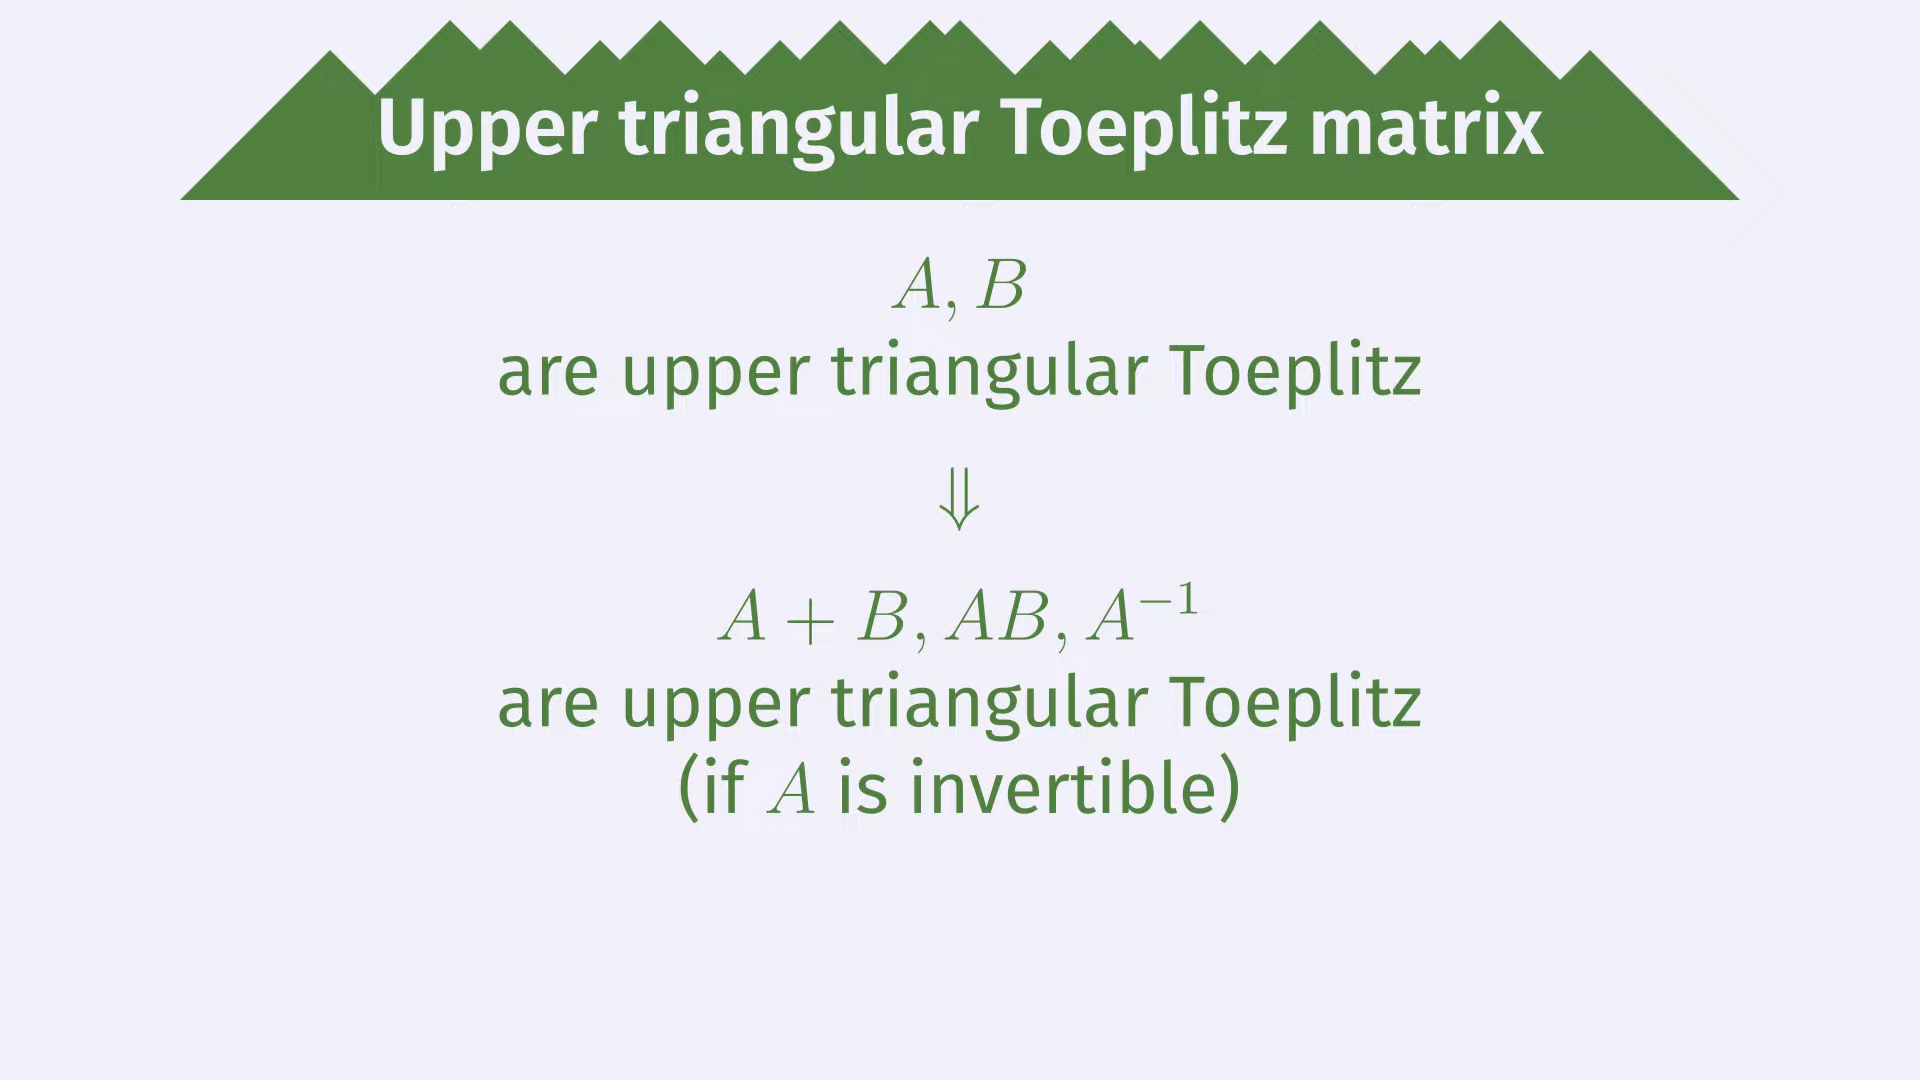 Upper triangular Toeplitz matrix
A, B
are upper triangular Toeplitz
⇓
A + B, AB, A⁻¹
are upper triangular Toeplitz
(if A is invertible)